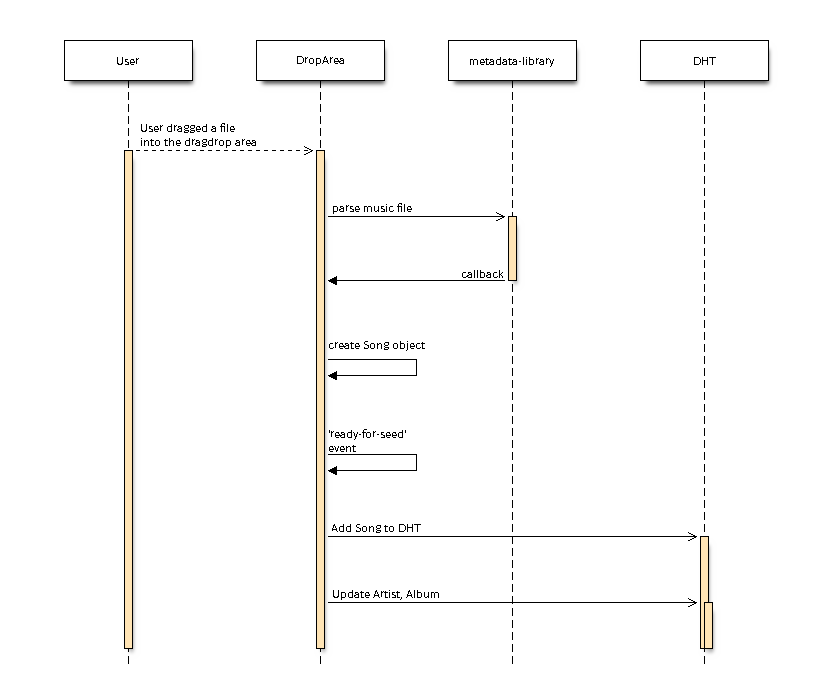 User
DropArea
metadata-library
DHT
User dragged a file
into the dragdrop area
parse music file
callback
create Song object
'ready-for-seed'
event
Add Song to DHT
Update Artist, Album